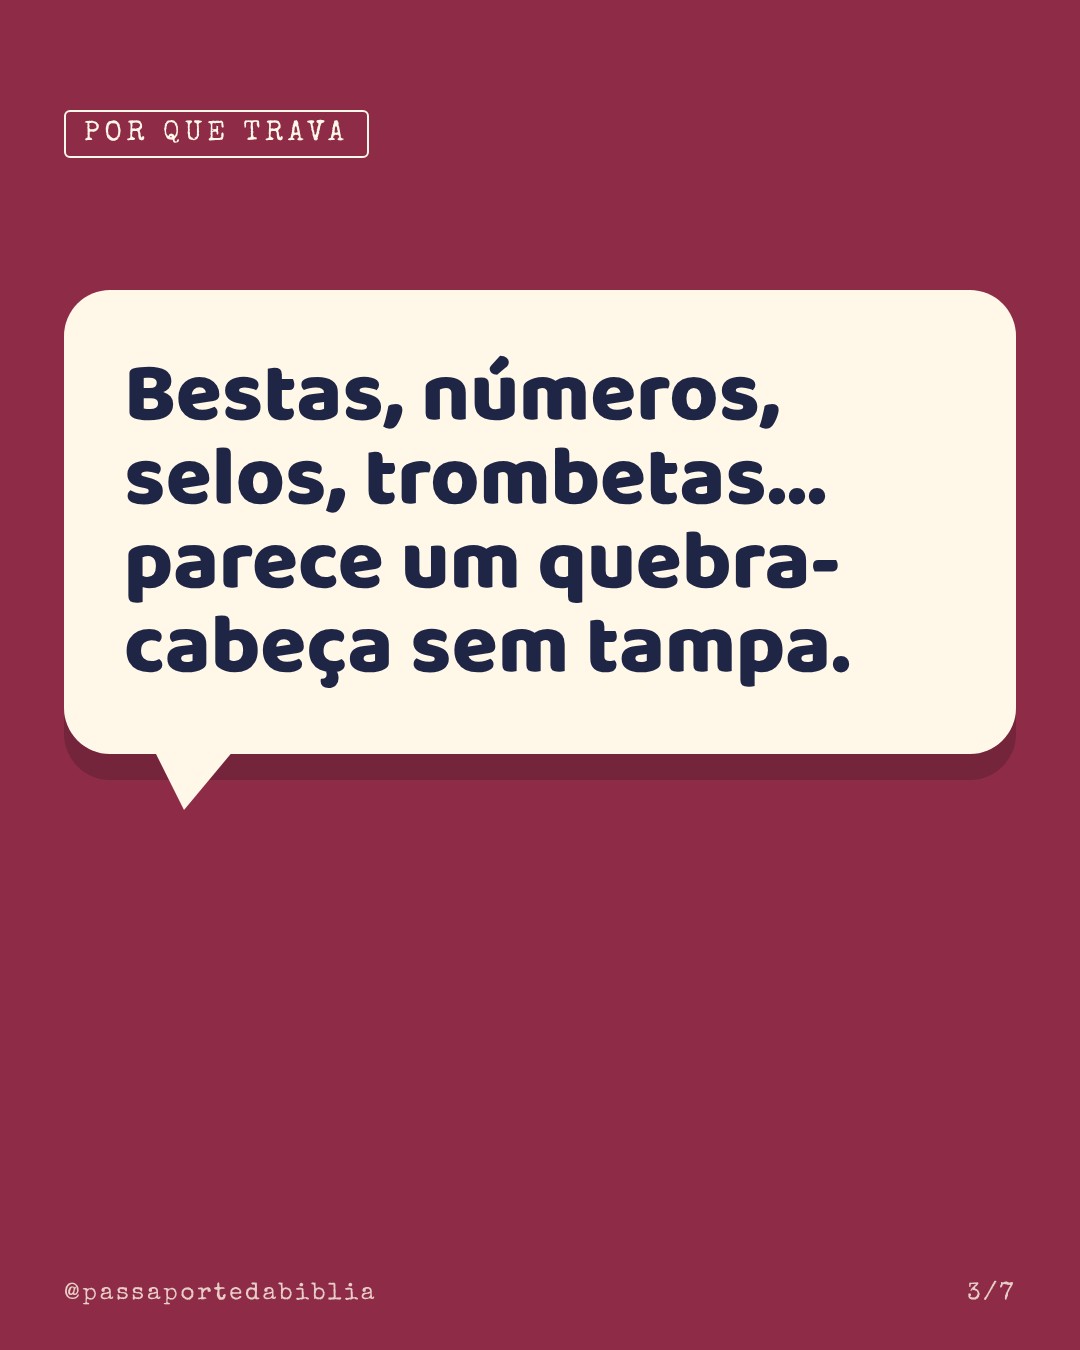 POR QUE TRAVA
Bestas, números,
selos, trombetas...
parece um quebra-
cabeça sem tampa.
@passaportedabiblia
3/7